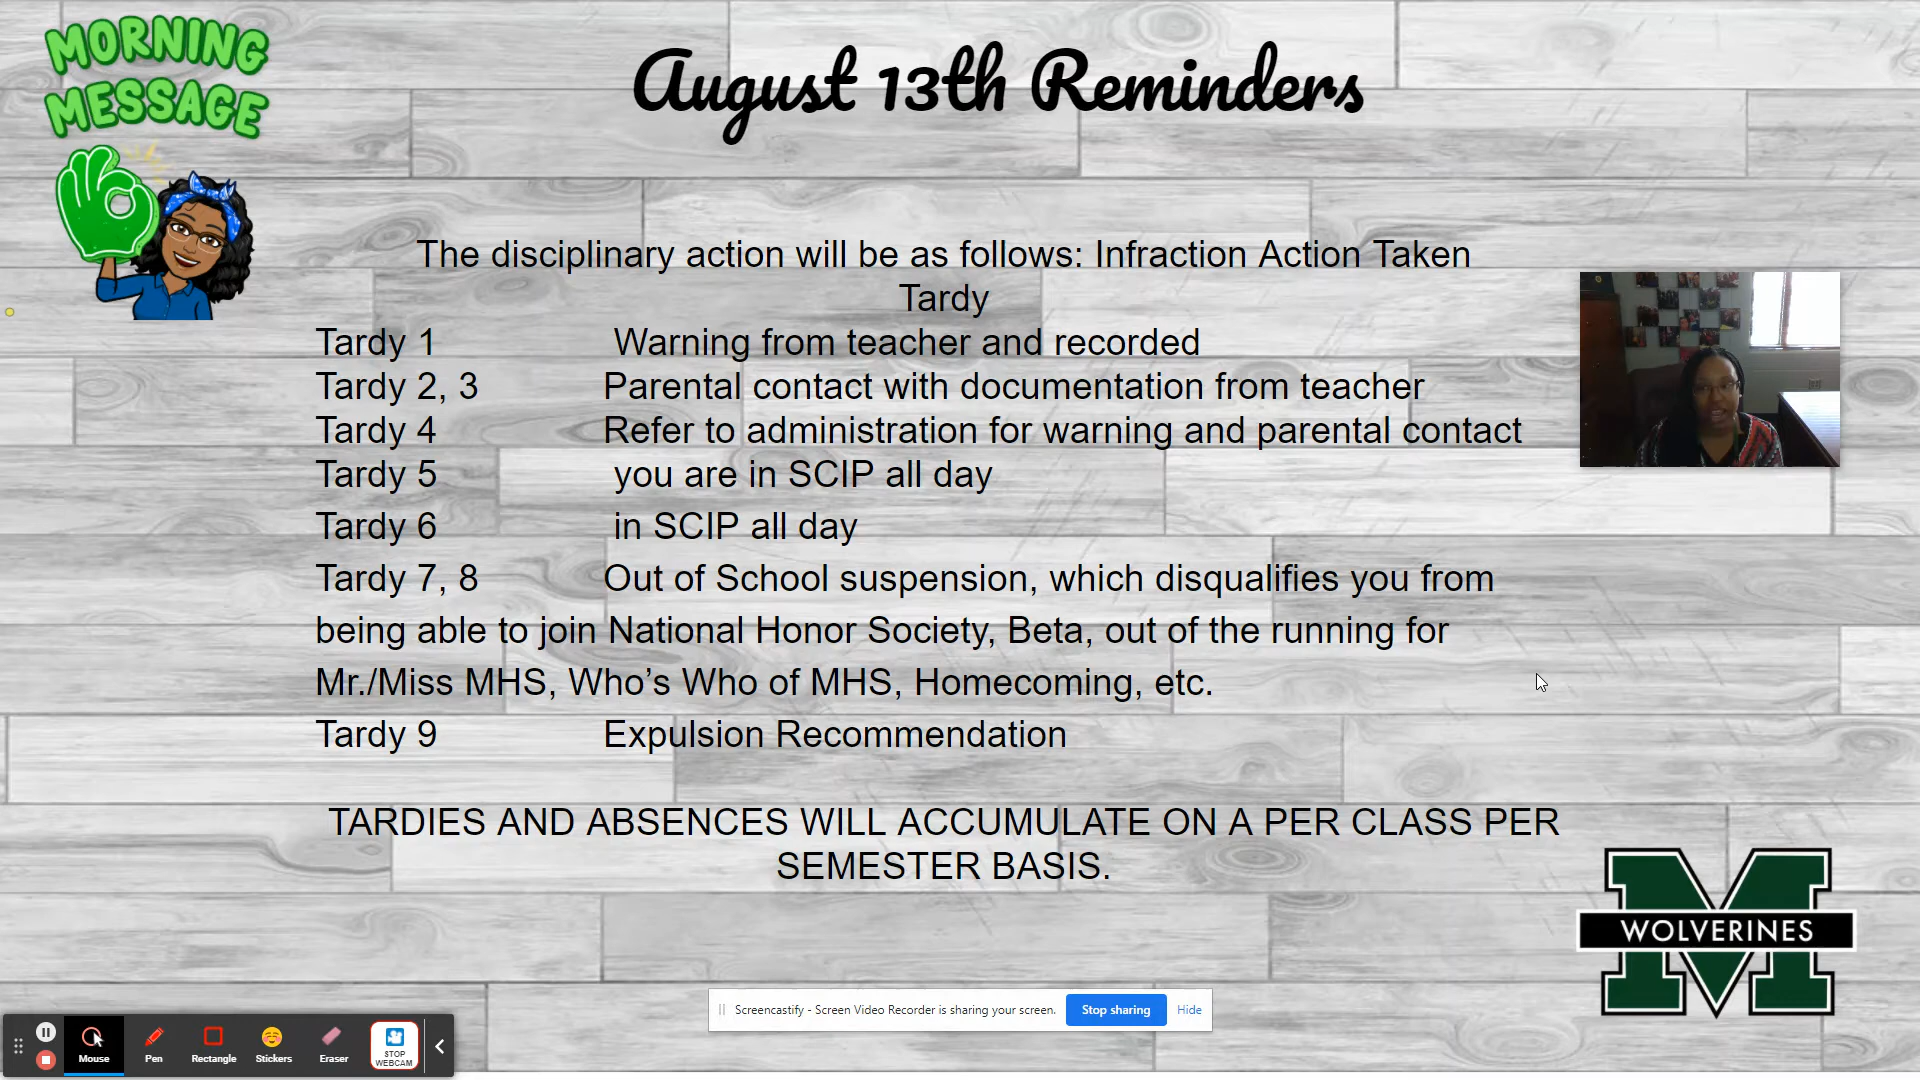 MORNING
MESSAGE
August 13th Reminders
The disciplinary action will be as follows: Infraction Action Taken
Tardy
Tardy 1 Warning from teacher and recorded
Tardy 2, 3 Parental contact with documentation from teacher
Tardy 4 Refer to administration for warning and parental contact
Tardy 5 you are in SCIP all day
Tardy 6 in SCIP all day
Tardy 7, 8 Out of School suspension, which disqualifies you from
being able to join National Honor Society, Beta, out of the running for
Mr./Miss MHS, Who’s Who of MHS, Homecoming, etc.
Tardy 9 Expulsion Recommendation
TARDIES AND ABSENCES WILL ACCUMULATE ON A PER CLASS PER
SEMESTER BASIS.
M
WOLVERINES
Screencastify - Screen Video Recorder is sharing your screen. Stop sharing Hide
Mouse Pen Rectangle Stickers Eraser STOP
WEBCAM